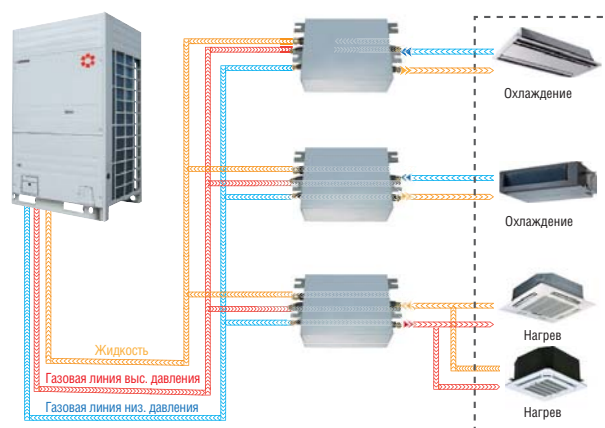 Охлаждение
Охлаждение
Нагрев
Жидкость
Газовая линия выс. давления
Газовая линия низ. давления
Нагрев